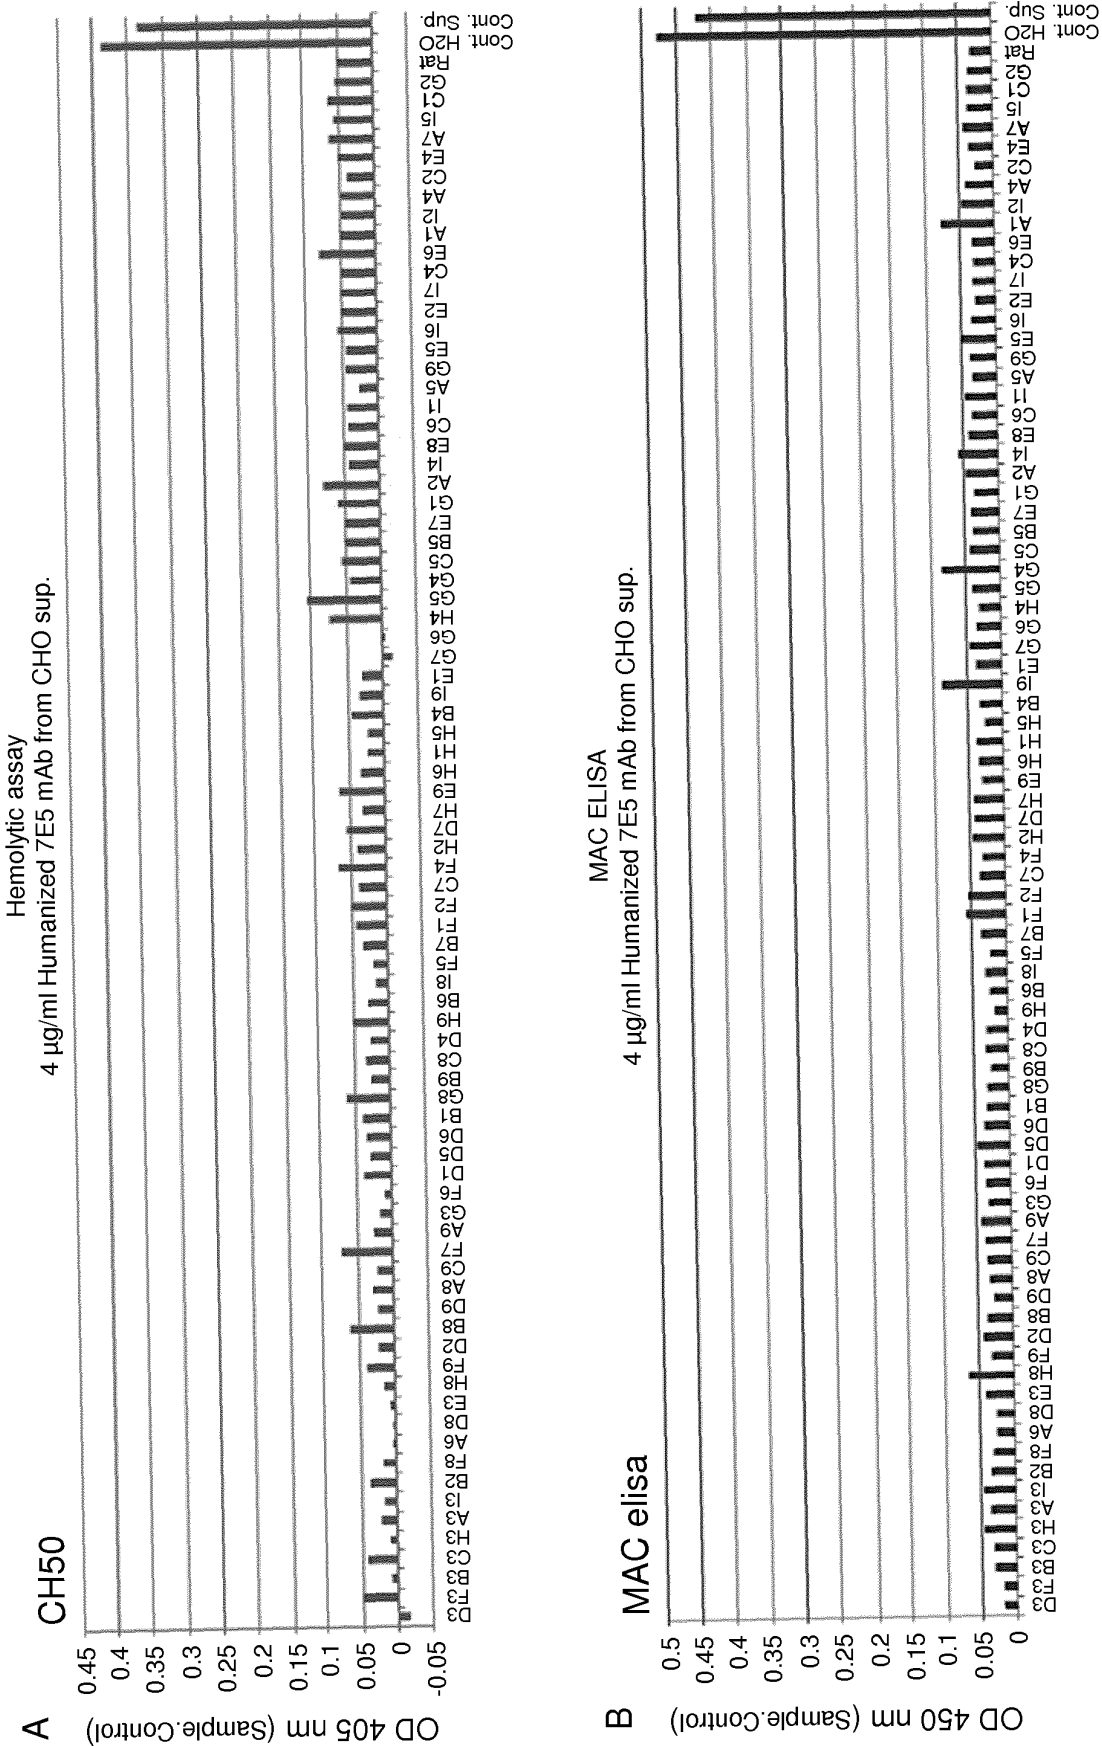 A
CH50
Hemolytic assay
4 µg/ml Humanized 7E5 mAb from CHO sup.
OD 405 nm (Sample.Control)
0.45
0.4
0.35
0.3
0.25
0.2
0.15
0.1
0.05
0
-0.05
D3
F3
B3
C3
H3
A3
I3
B2
F8
A6
D8
E3
H8
F9
D2
B8
D9
A8
C9
F7
A9
G3
F6
D1
D5
D6
B1
G8
B9
C8
D4
H9
B6
I8
F5
B7
F1
F2
C7
F4
H2
D7
H7
E9
H6
H1
H5
B4
I9
E1
G7
G6
H4
G5
G4
C5
B5
E7
G1
A2
I4
E8
C6
I1
A5
G9
E5
I6
E2
I7
C4
E6
A1
I2
A4
C2
E4
A7
I5
C1
G2
Rat
Cont. H2O
Cont. Sup.
B
MAC elisa
MAC ELISA
4 µg/ml Humanized 7E5 mAb from CHO sup.
OD 450 nm (Sample.Control)
0.5
0.45
0.4
0.35
0.3
0.25
0.2
0.15
0.1
0.05
0
D3
F3
B3
C3
H3
A3
I3
B2
F8
A6
D8
E3
H8
F9
D2
B8
D9
A8
C9
F7
A9
G3
F6
D1
D5
D6
B1
G8
B9
C8
D4
H9
B6
I8
F5
B7
F1
F2
C7
F4
H2
D7
H7
E9
H6
H1
H5
B4
I9
E1
G7
G6
H4
G5
G4
C5
B5
E7
G1
A2
I4
E8
C6
I1
A5
G9
E5
I6
E2
I7
C4
E6
A1
I2
A4
C2
E4
A7
I5
C1
G2
Rat
Cont. H2O
Cont. Sup.